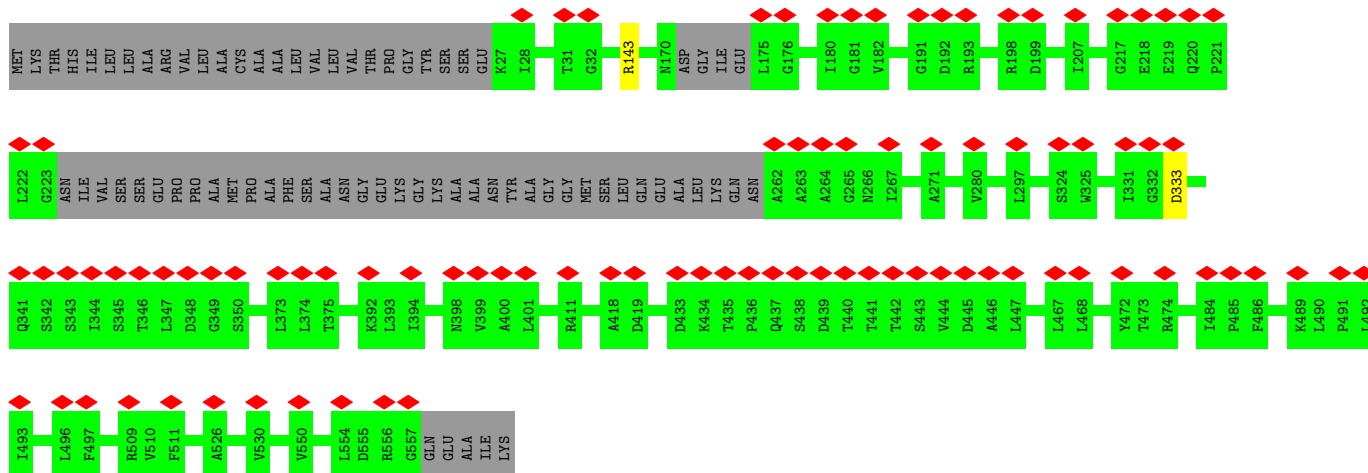 MET LYS THR HIS ILE LEU LEU ALA ARG VAL LEU ALA CYS ALA ALA LEU VAL LEU VAL THR PRO GLY TYR SER SER GLU K27 I28 T31 G32 R143 N170 ASP GLY ILE GLU L175 G176 I180 G181 V182 G191 D192 R193 R198 D199 I207 G217 E218 E219 Q220 P221
L222 G223 ASN ILE VAL SER SER GLU PRO PRO ALA MET PRO ALA PHE SER ALA ASN GLY GLU LYS GLY LYS ALA ALA ASN TYR ALA GLY GLY MET SER LEU GLN GLU ALA LEU LYS GLN ASN A262 A263 A264 G265 N266 I267 A271 V280 L297 S324 W325 I331 G332 D333
Q341 S342 S343 I344 S345 T346 L347 D348 G349 S350 L373 L374 T375 K392 L393 I394 N398 V399 A400 L401 R411 A418 D419 D433 K434 T435 P436 Q437 S438 D439 T440 T441 T442 S443 V444 D445 A446 L447 L467 L468 Y472 T473 R474 I484 P485 F486 K489 L490 P491 L492
I493 L496 F497 R509 V510 F511 A526 V530 V550 L554 D555 R556 G557 GLN GLU ALA ILE LYS